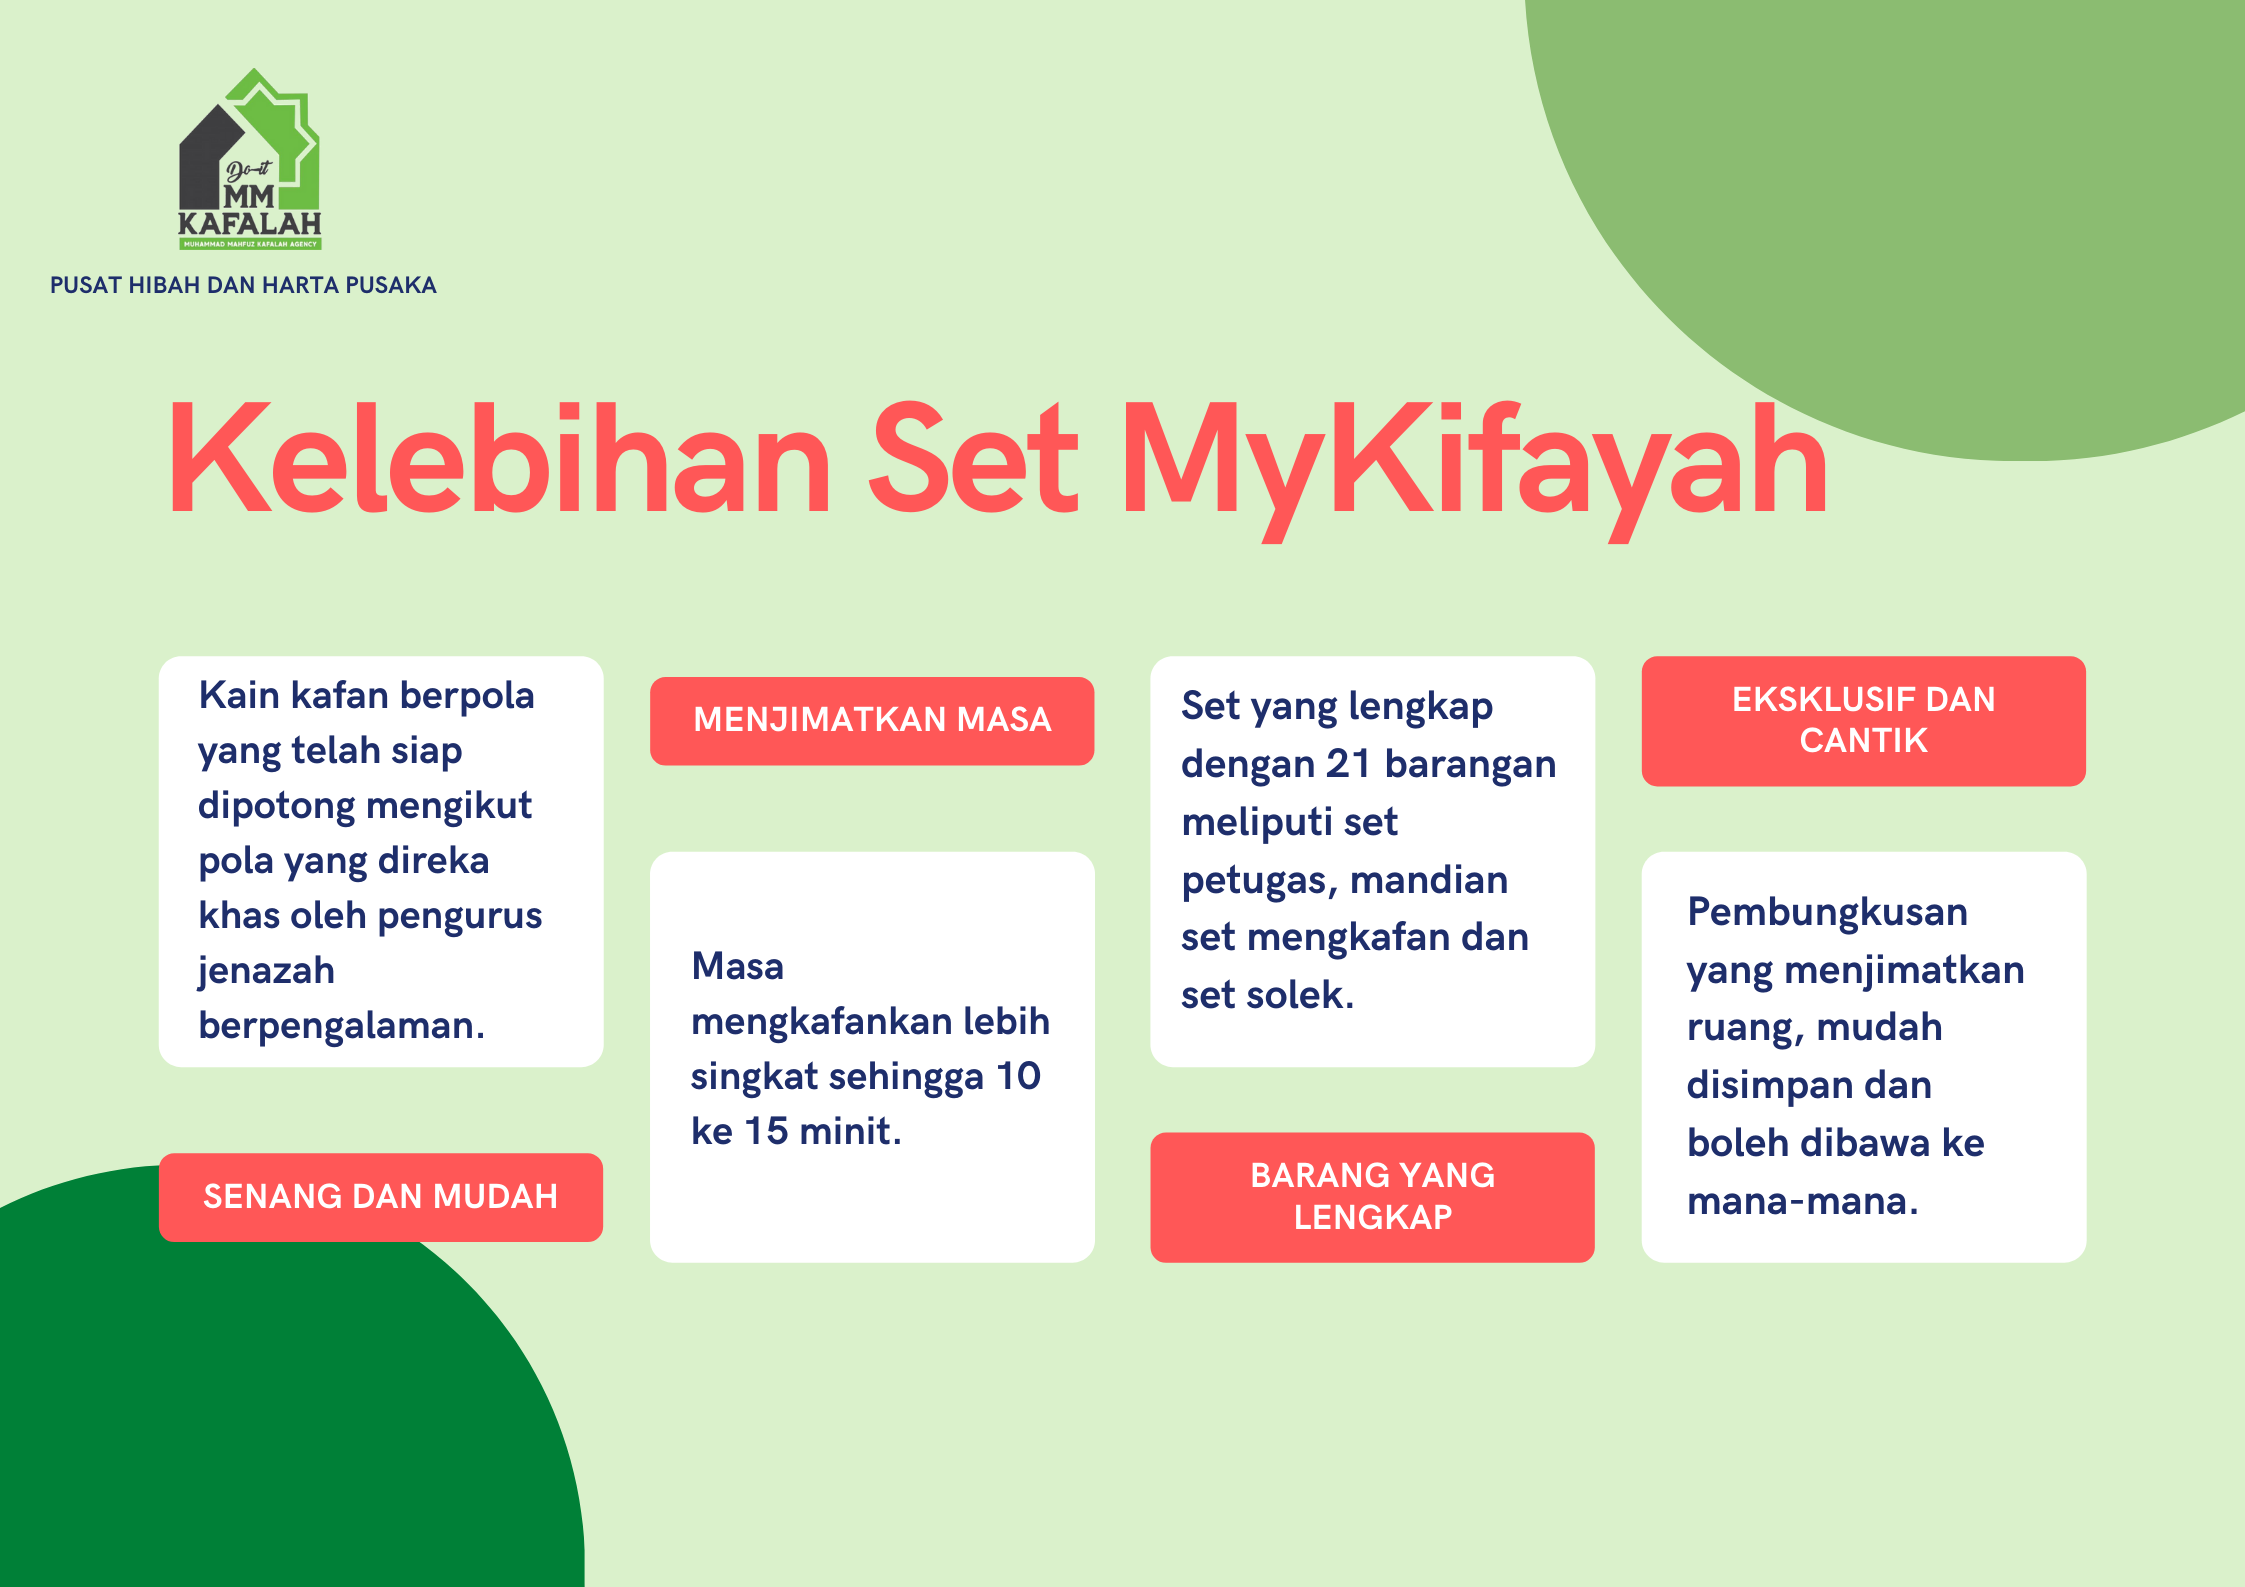 Do-it
MM
KAFALAH
MUHAMMAD MAHFUZ KAFALAH AGENCY
PUSAT HIBAH DAN HARTA PUSAKA
Kelebihan Set MyKifayah
Kain kafan berpola
yang telah siap
dipotong mengikut
pola yang direka
khas oleh pengurus
jenazah
berpengalaman.
SENANG DAN MUDAH
MENJIMATKAN MASA
Masa
mengkafankan lebih
singkat sehingga 10
ke 15 minit.
Set yang lengkap
dengan 21 barangan
meliputi set
petugas, mandian
set mengkafan dan
set solek.
BARANG YANG
LENGKAP
EKSKLUSIF DAN
CANTIK
Pembungkusan
yang menjimatkan
ruang, mudah
disimpan dan
boleh dibawa ke
mana-mana.